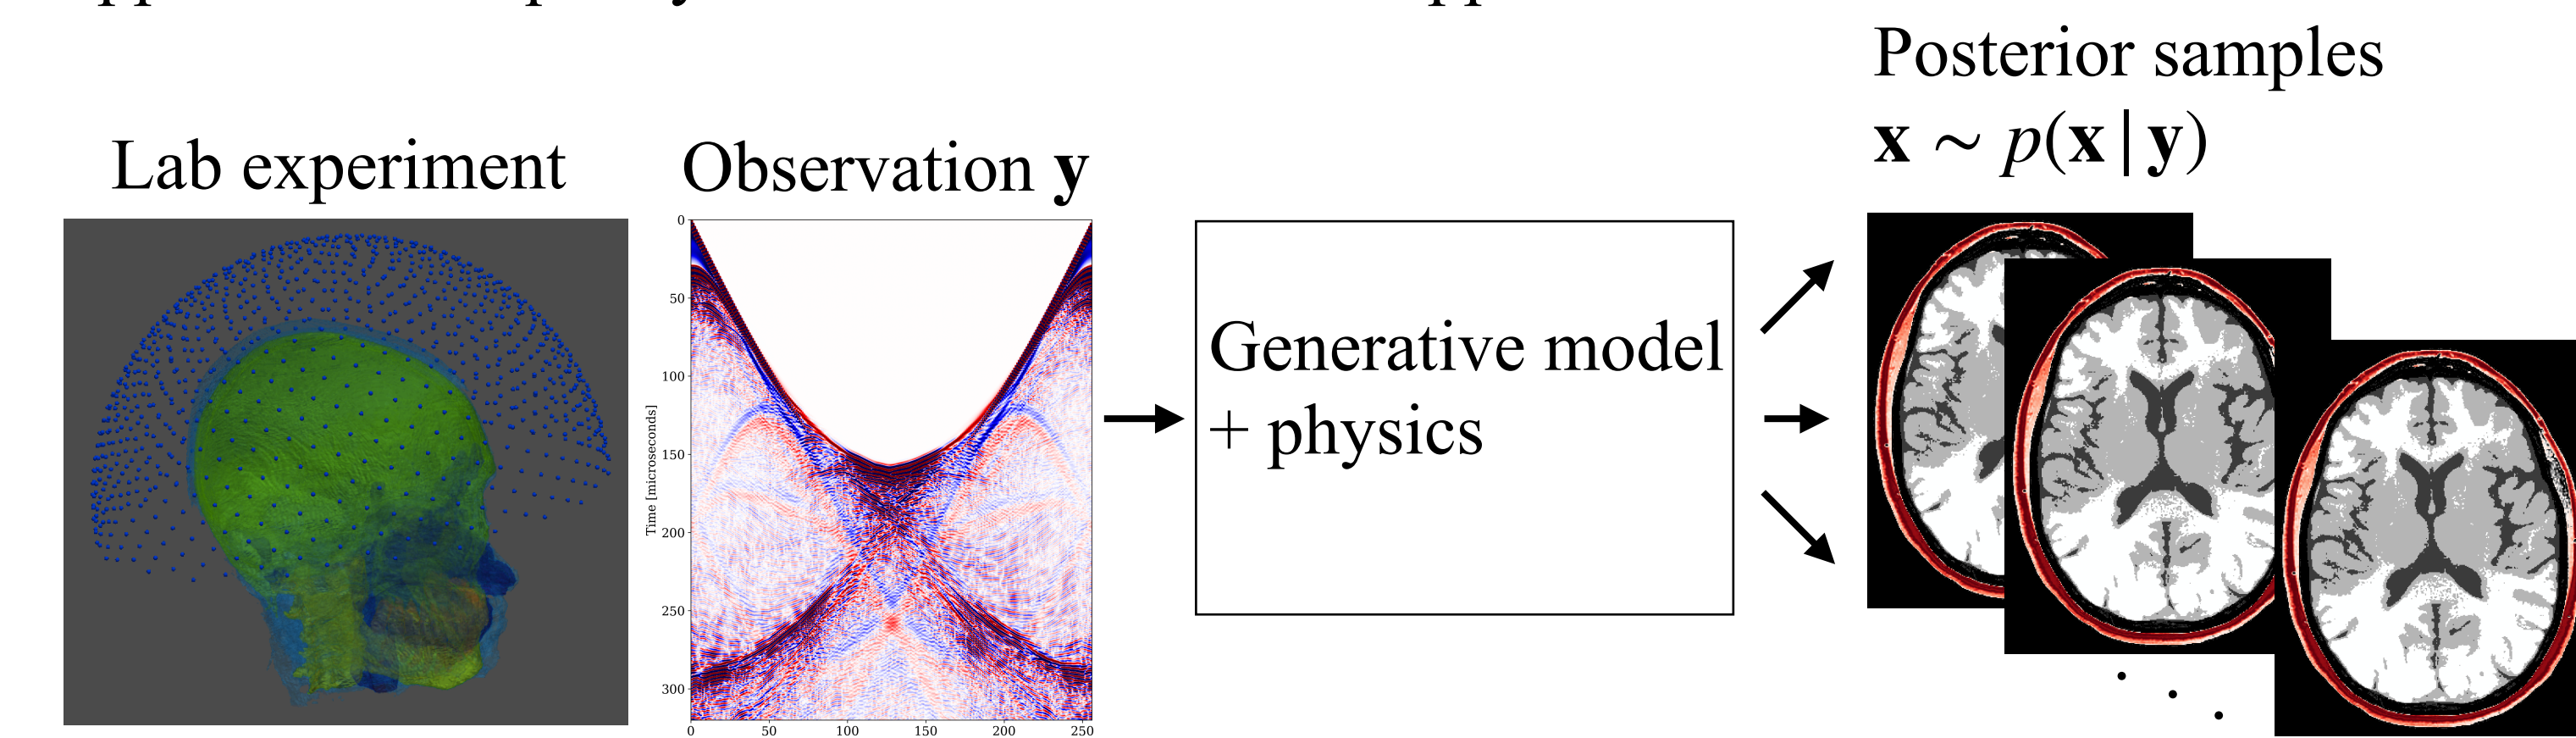 Lab experiment
Observation y
0
50
100
150
200
250
300
Time [microseconds]
0 50 100 150 200 250
Generative model
+ physics
Posterior samples
x ~ p(x|y)